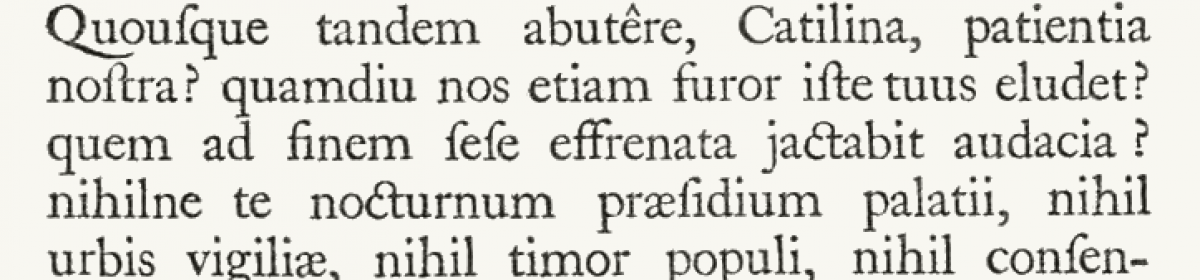 Quouſque tandem abutêre, Catilina, patientia
noſtra? quamdiu nos etiam furor iſte tuus eludet?
quem ad finem ſeſe effrenata jactabit audacia ?
nihilne te nocturnum præſidium palatii, nihil
urbis vigiliæ, nihil timor populi, nihil conſen-